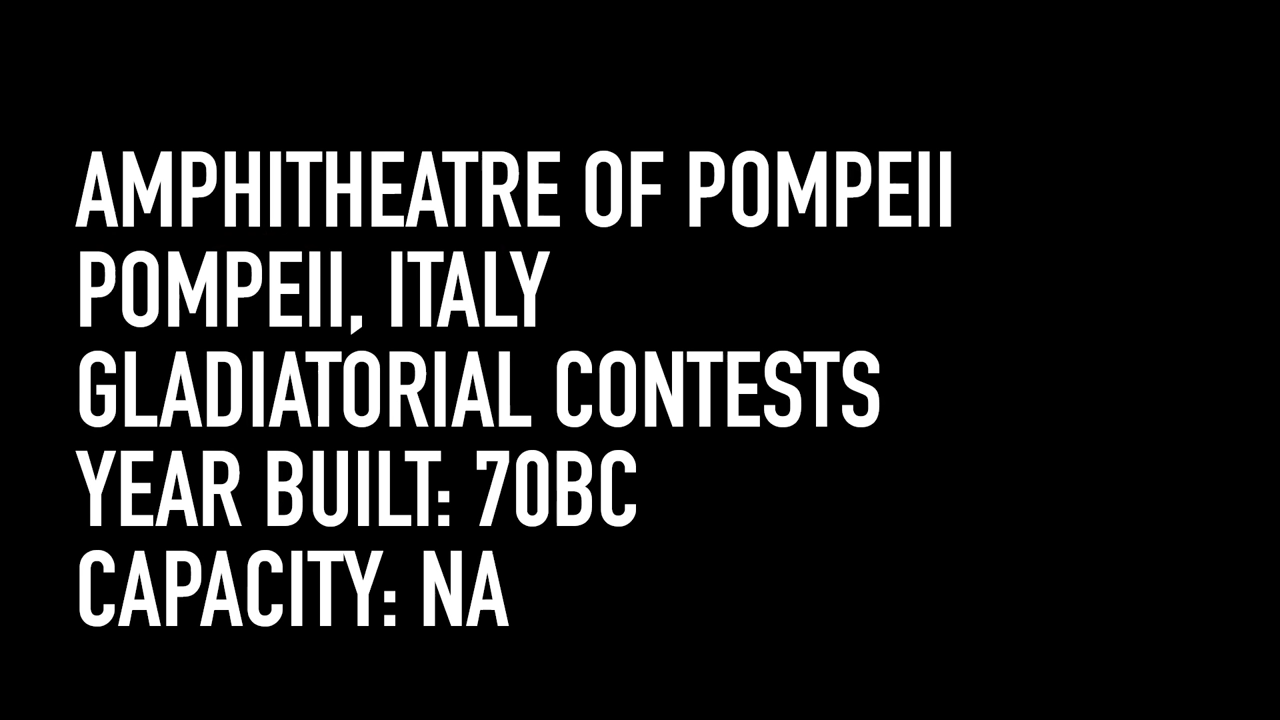 AMPHITHEATRE OF POMPEII
POMPEII, ITALY
GLADIATORIAL CONTESTS
YEAR BUILT: 70BC
CAPACITY: NA